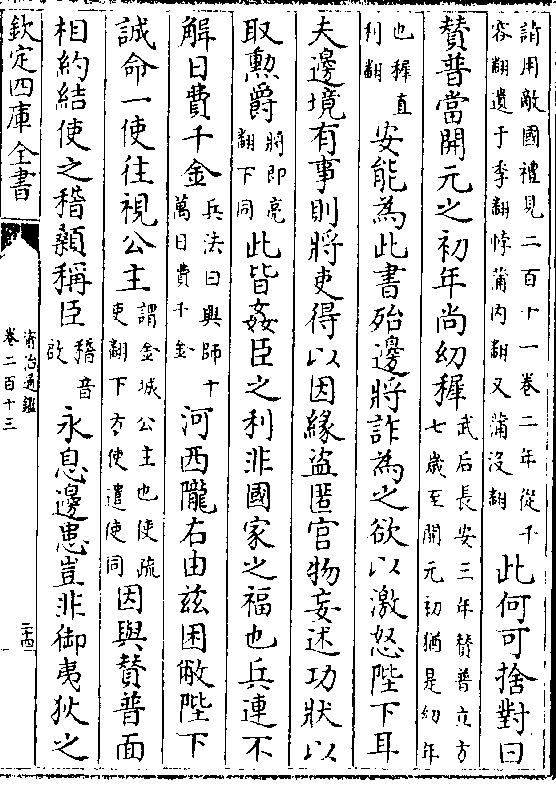 請用敵國禮見二百十一卷二年從千
容翻遺于季翻悖蒲内翻又蒲没翻
此何可捨對曰
贊普當開元之初年尚幼穉
武后長安三年贊普立方
七歲至開元初猶是幼年
也穉直
利翻
安能為此書殆邊將詐為之欲以激怒陛下耳
夫邊境有事則將吏得以因緣盗匿官物妄述功狀以
取勲爵
將即亮
翻下同
此皆姦臣之利非國家之福也兵連不
解日費千金
兵法曰興師十
萬日費千金
河西隴右由兹困敝陛下
誠命一使往視公主
謂金城公主也使疏
吏翻下方使遣使同
因與贊普面
相約結使之稽顙稱臣
稽音
啟
永息邊患豈非御夷狄之
欽定四庫全書
資治通鑑
卷二百十三
二十四